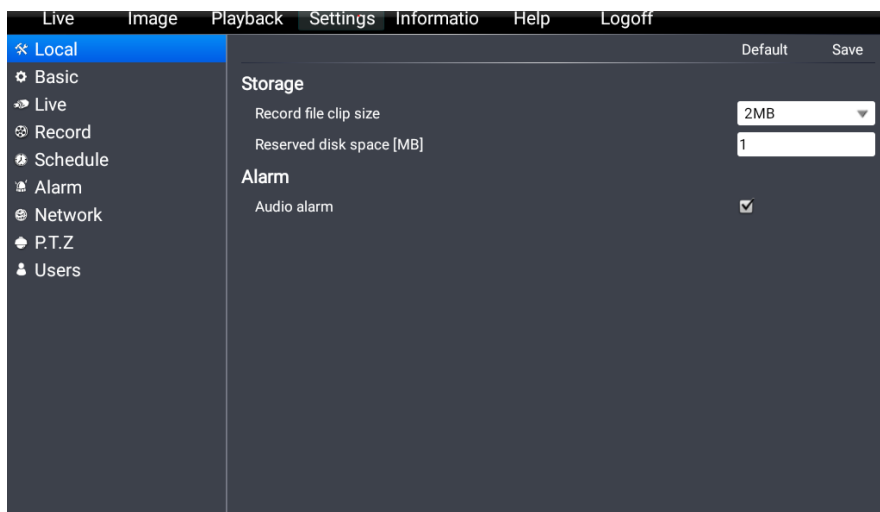 Live Image Playback Settings Informatio Help Logoff
Local
Basic
Live
Record
Schedule
Alarm
Network
P.T.Z
Users
Default Save
Storage
Record file clip size 2MB
Reserved disk space [MB] 1
Alarm
Audio alarm